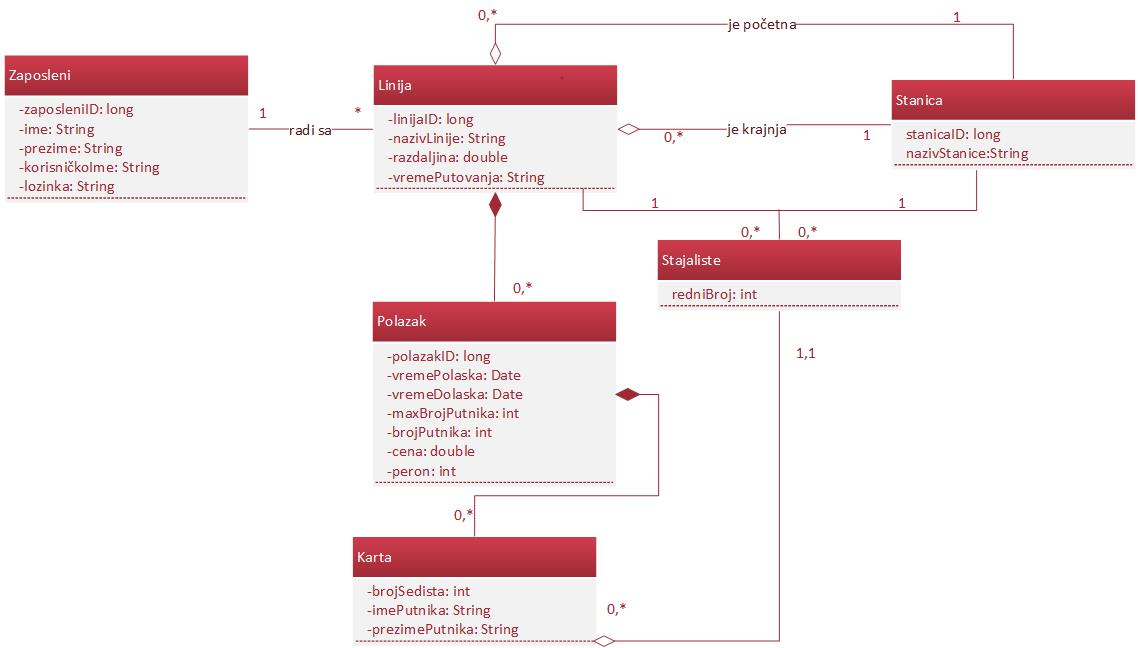 0,*
je početna
1
Zaposleni
-zaposleniID: long
-ime: String
-prezime: String
-korisničkoIme: String
-lozinka: String
1
radi sa
*
Linija
-linijaID: long
-nazivLinije: String
-razdaljina: double
-vremePutovanja: String
0,*
je krajnja
1
Stanica
stanicaID: long
nazivStanice:String
1
1
0,*
0,*
Stajaliste
redniBroj: int
0,*
Polazak
-polazakID: long
-vremePolaska: Date
-vremeDolaska: Date
-maxBrojPutnika: int
-brojPutnika: int
-cena: double
-peron: int
1,1
0,*
Karta
-brojSedista: int
-imePutnika: String
-prezimePutnika: String
0,*